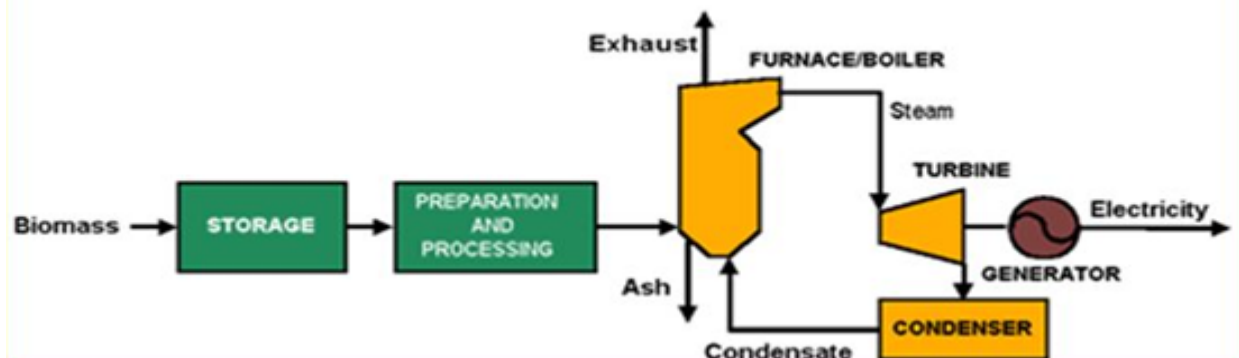 Exhaust
FURNACE/BOILER
Steam
TURBINE
Biomass
STORAGE
PREPARATION
AND
PROCESSING
Electricity
GENERATOR
Ash
CONDENSER
Condensate